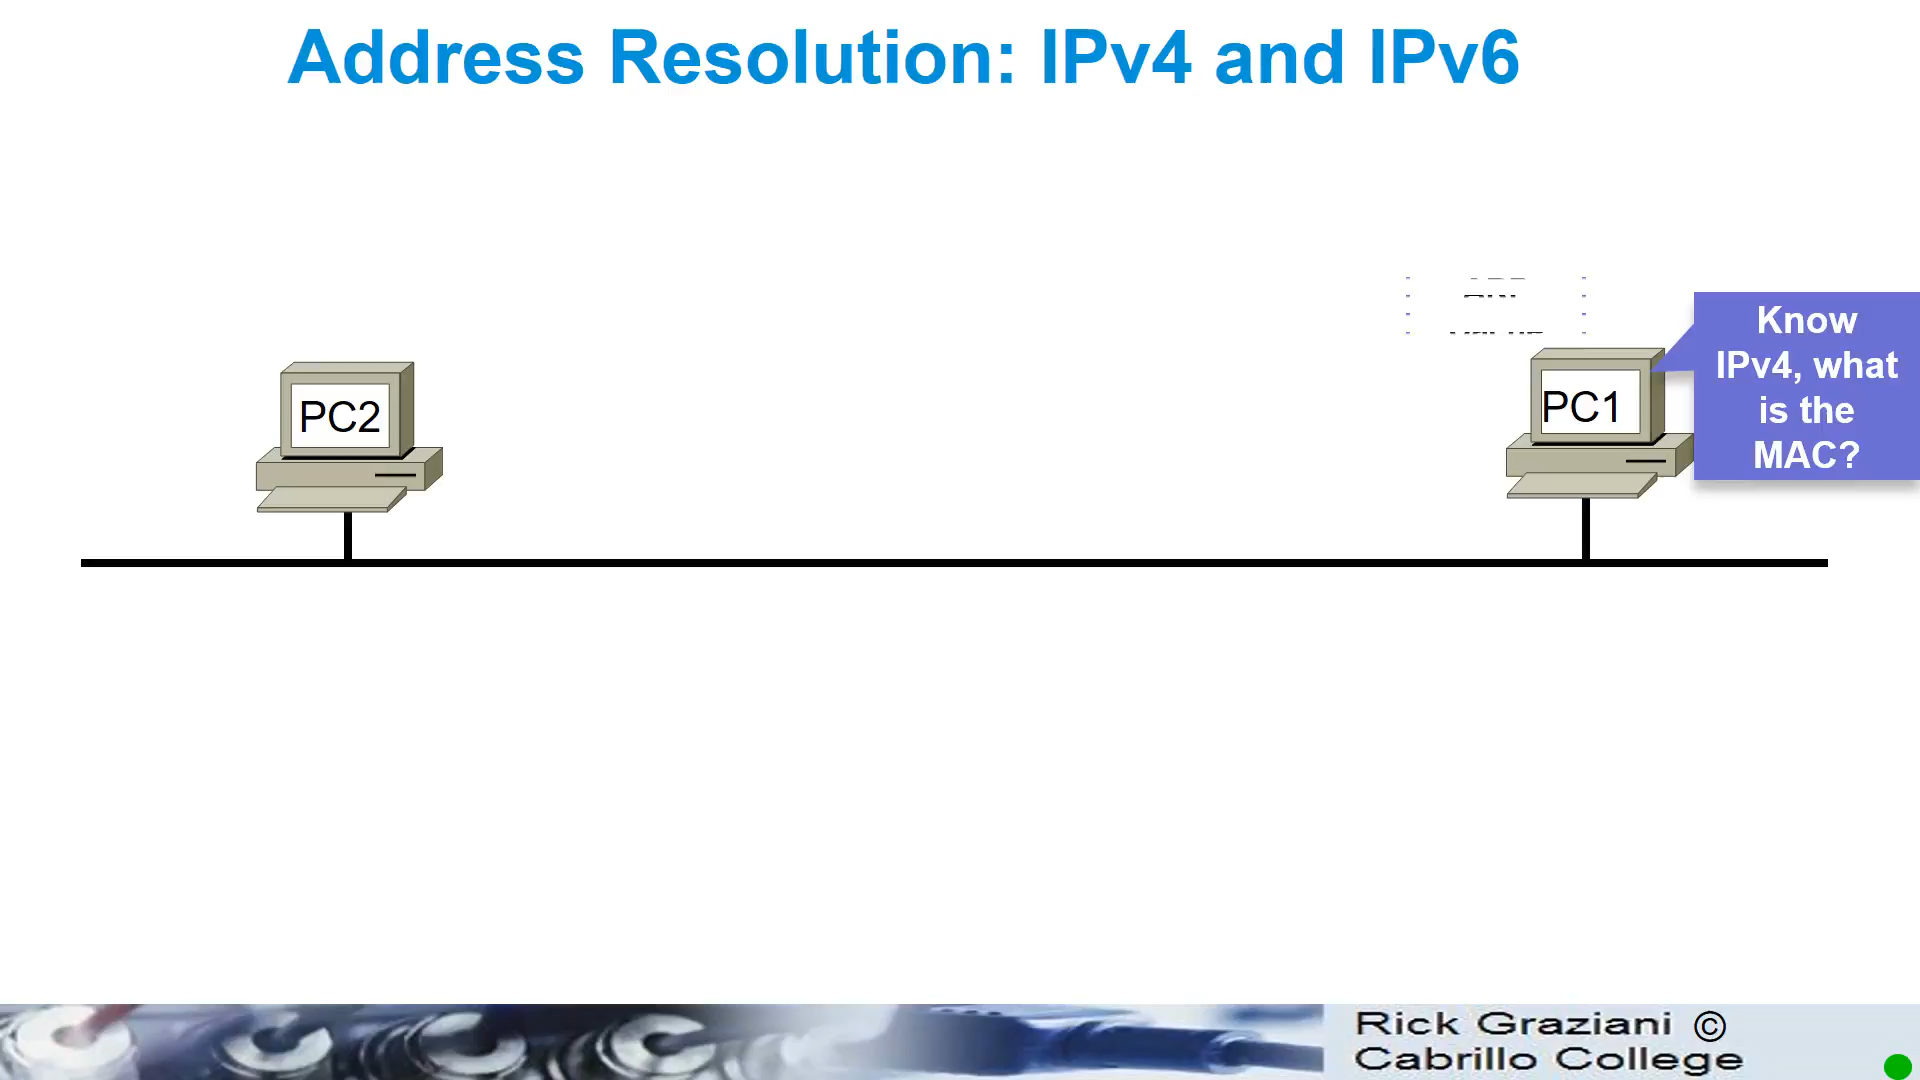 Address Resolution: IPv4 and IPv6
Know
IPv4, what
is the
MAC?
PC2
PC1
Rick Graziani ©
Cabrillo College